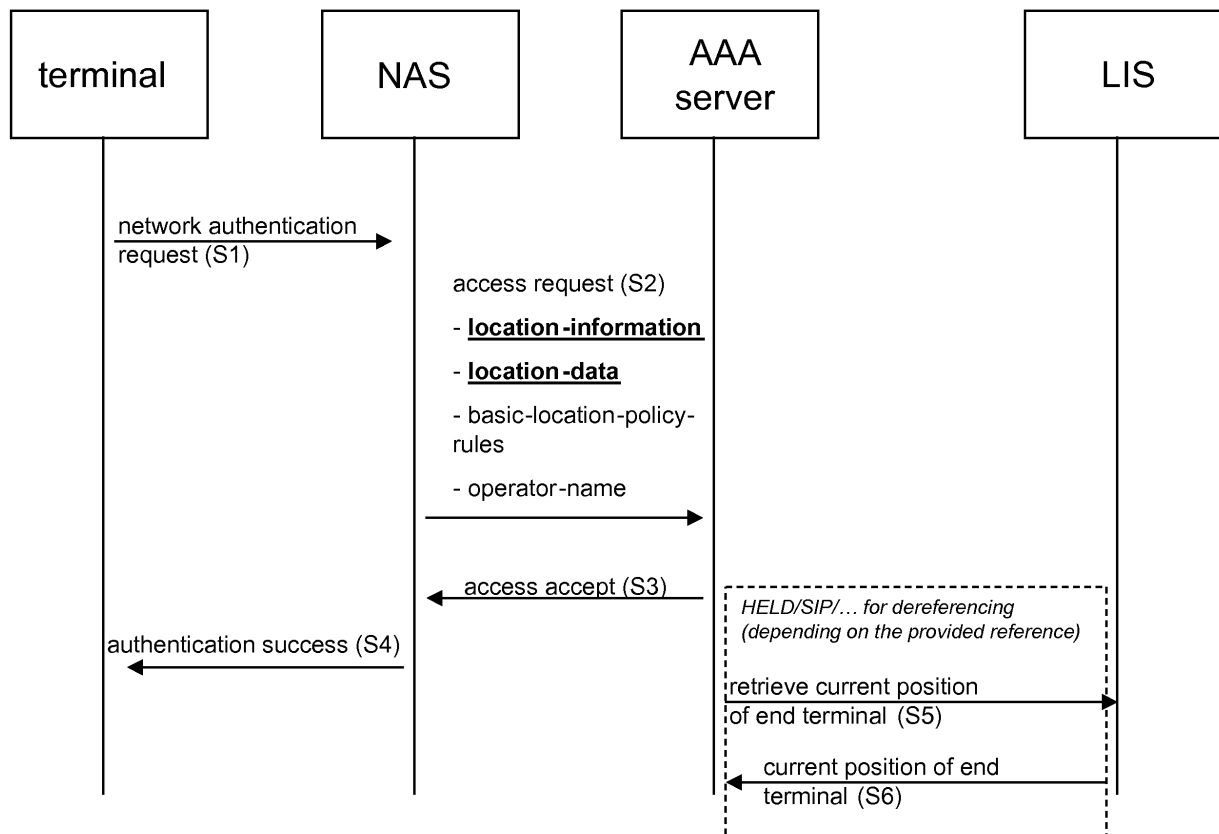 terminal
NAS
AAA
server
LIS
network authentication
request (S1)
access request (S2)
- location-information
- location-data
- basic-location-policy-
rules
- operator-name
access accept (S3)
HELD/SIP/… for dereferencing
(depending on the provided reference)
authentication success (S4)
retrieve current position
of end terminal (S5)
current position of end
terminal (S6)